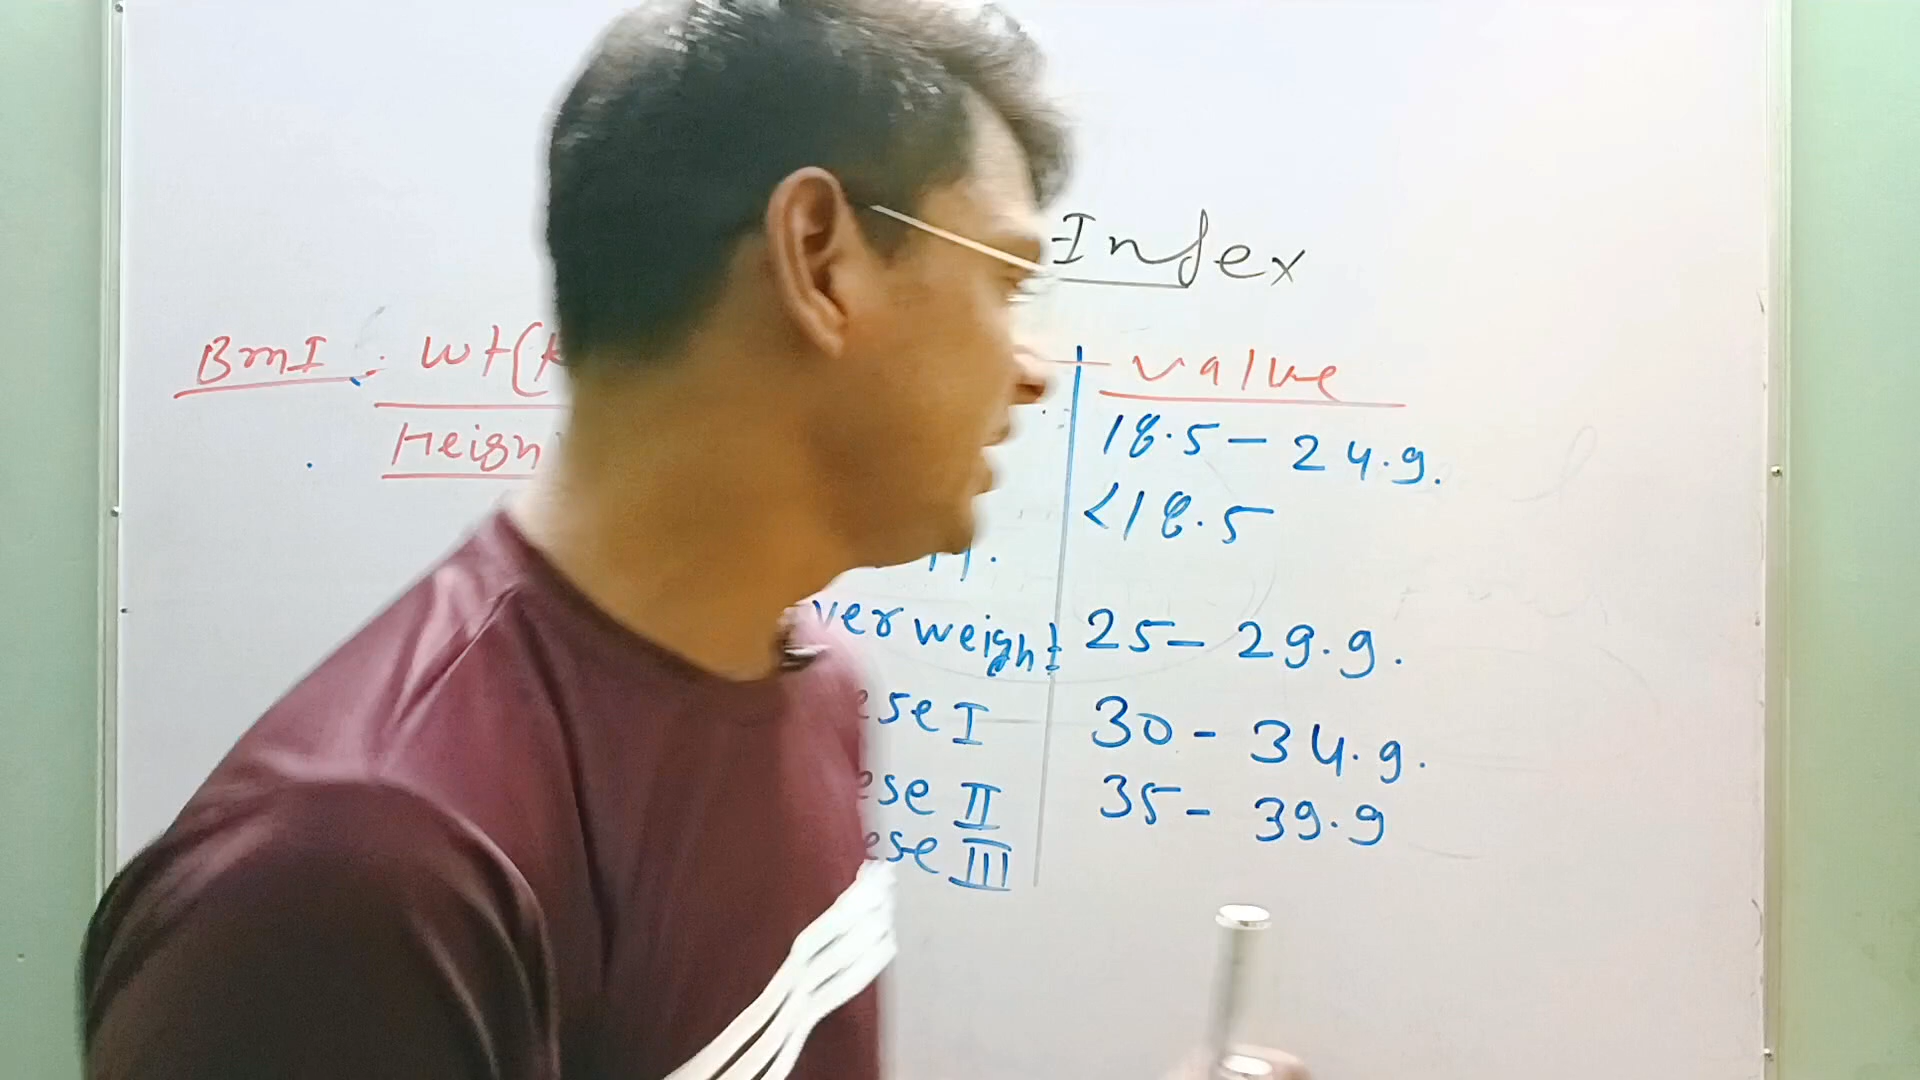 Index
BMI : wt(k
Heigh
value
18.5 - 24.9.
<18.5
verweight 25 - 29.9.
ese I 30 - 34.9.
ese II 35 - 39.9
ese III